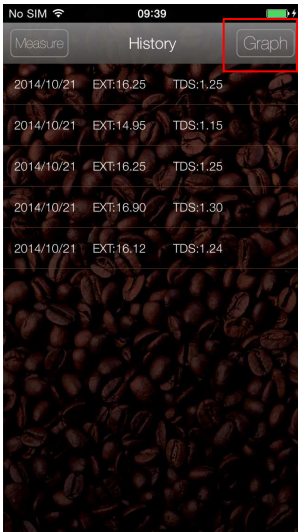 No SIM 09:39
Measure History Graph
2014/10/21 EXT:16.25 TDS:1.25
2014/10/21 EXT:14.95 TDS:1.15
2014/10/21 EXT:16.25 TDS:1.25
2014/10/21 EXT:16.90 TDS:1.30
2014/10/21 EXT:16.12 TDS:1.24